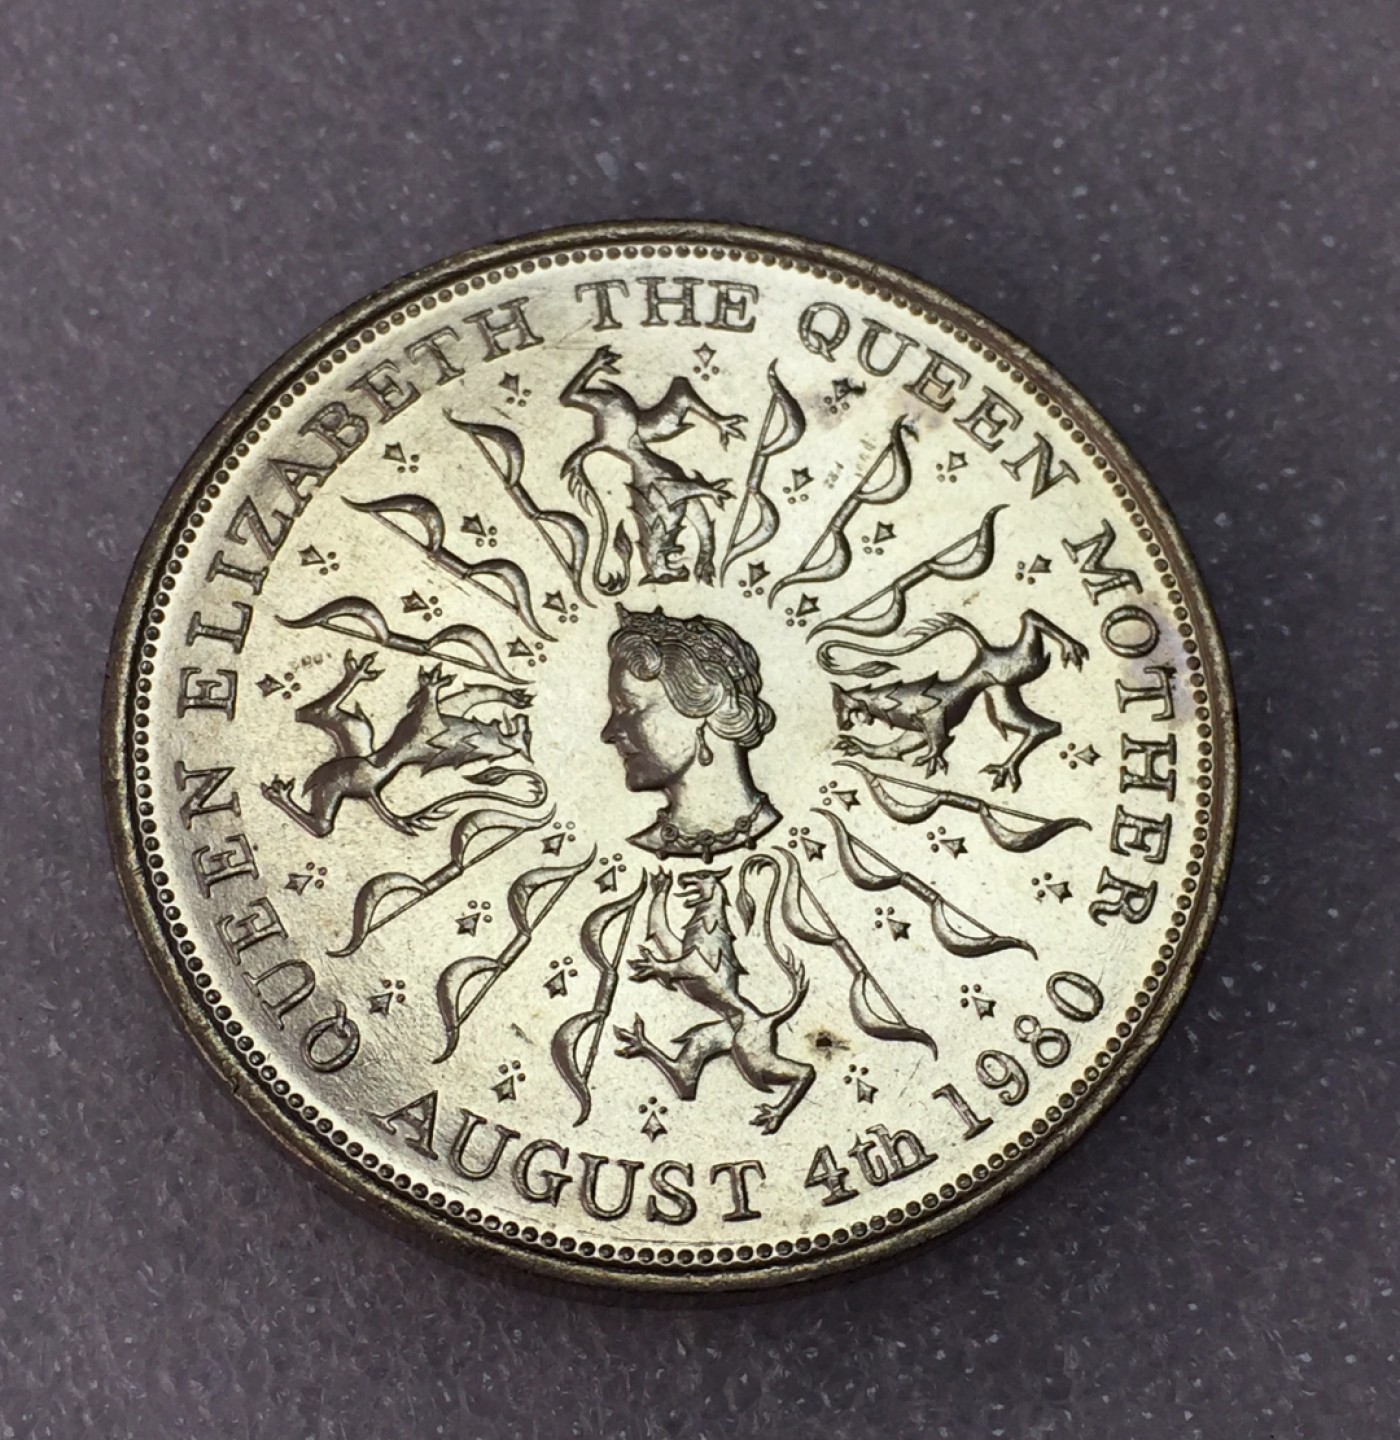 QUEEN ELIZABETH THE QUEEN MOTHER
AUGUST 4th 1980